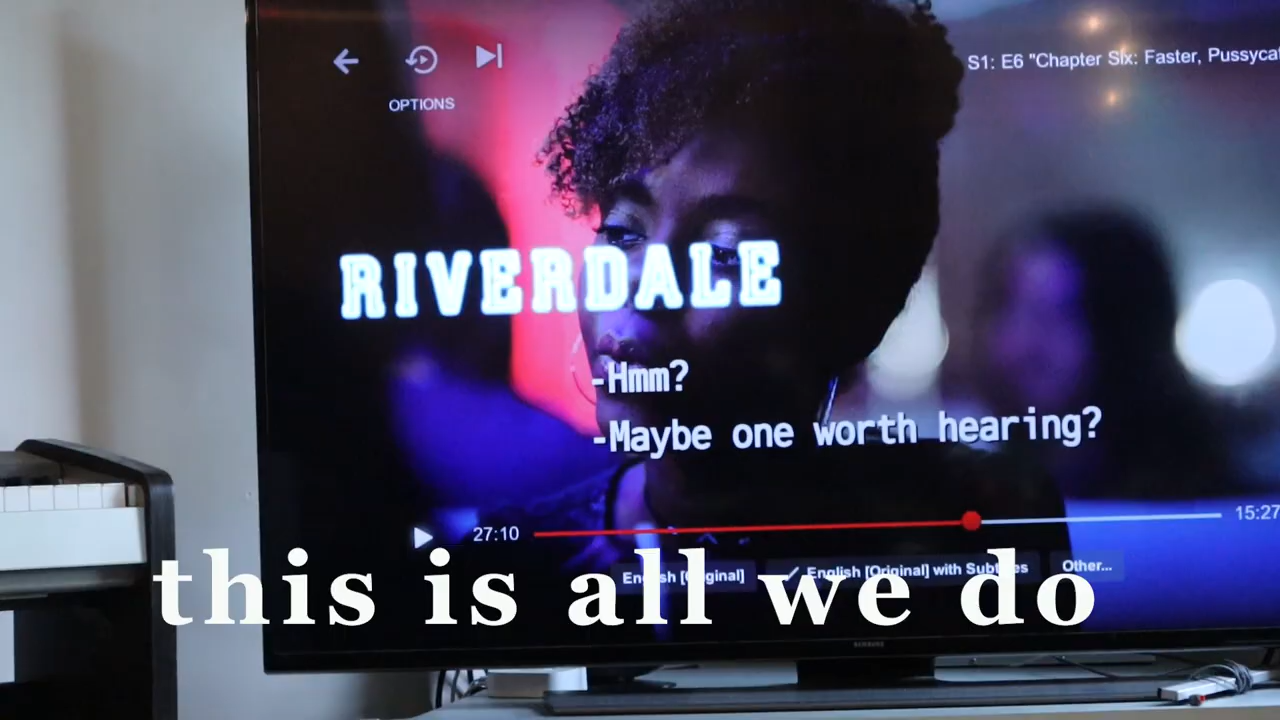 S1: E6 "Chapter Six: Faster, Pussycat
OPTIONS
RIVERDALE
-Hmm?
-Maybe one worth hearing?
27:10
15:27
English [Original]
✓ English [Original] with Subtitles
Other...
this is all we do
SAMSUNG